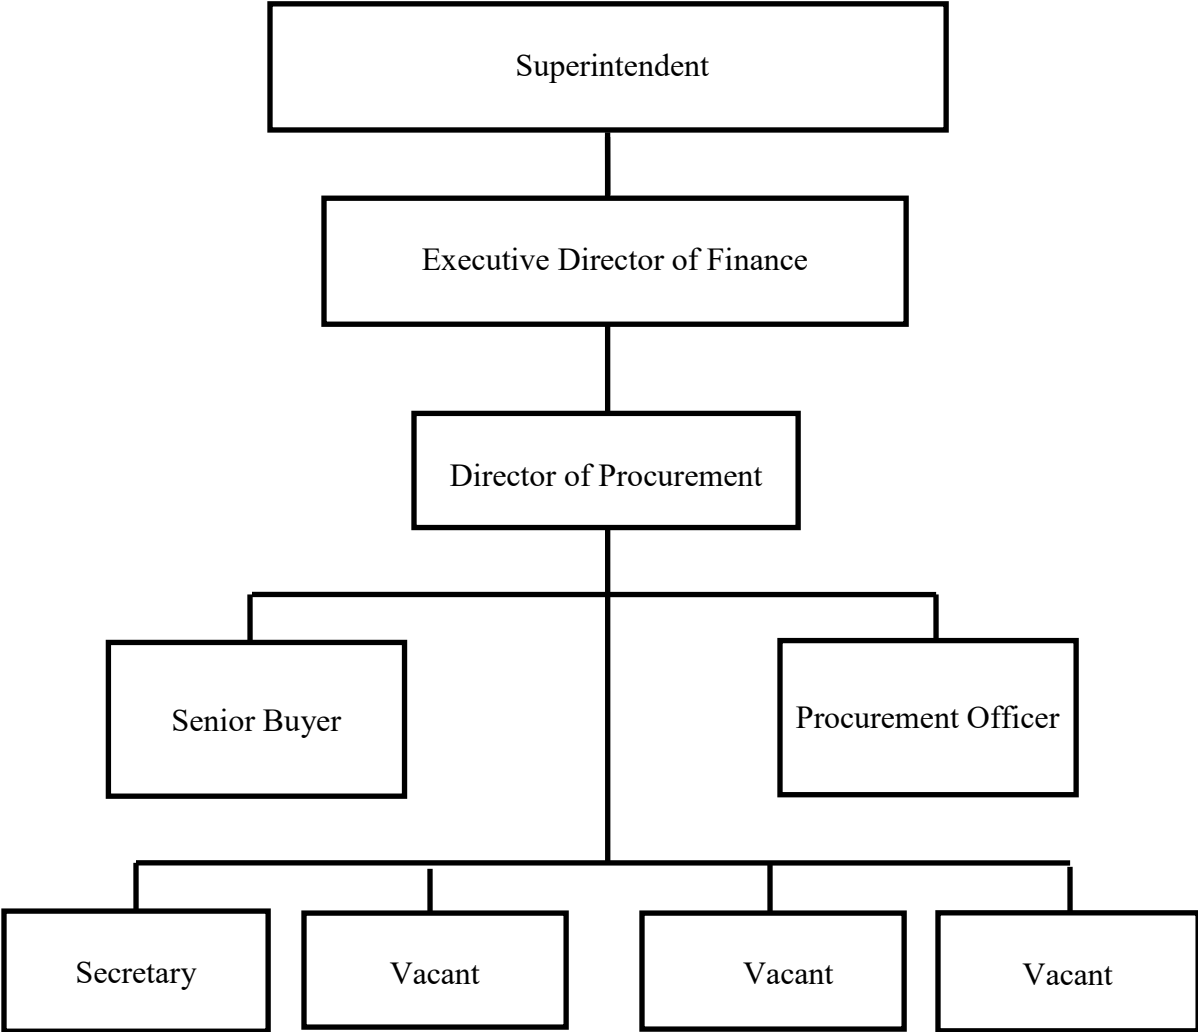 Superintendent
Executive Director of Finance
Director of Procurement
Senior Buyer
Procurement Officer
Secretary
Vacant
Vacant
Vacant